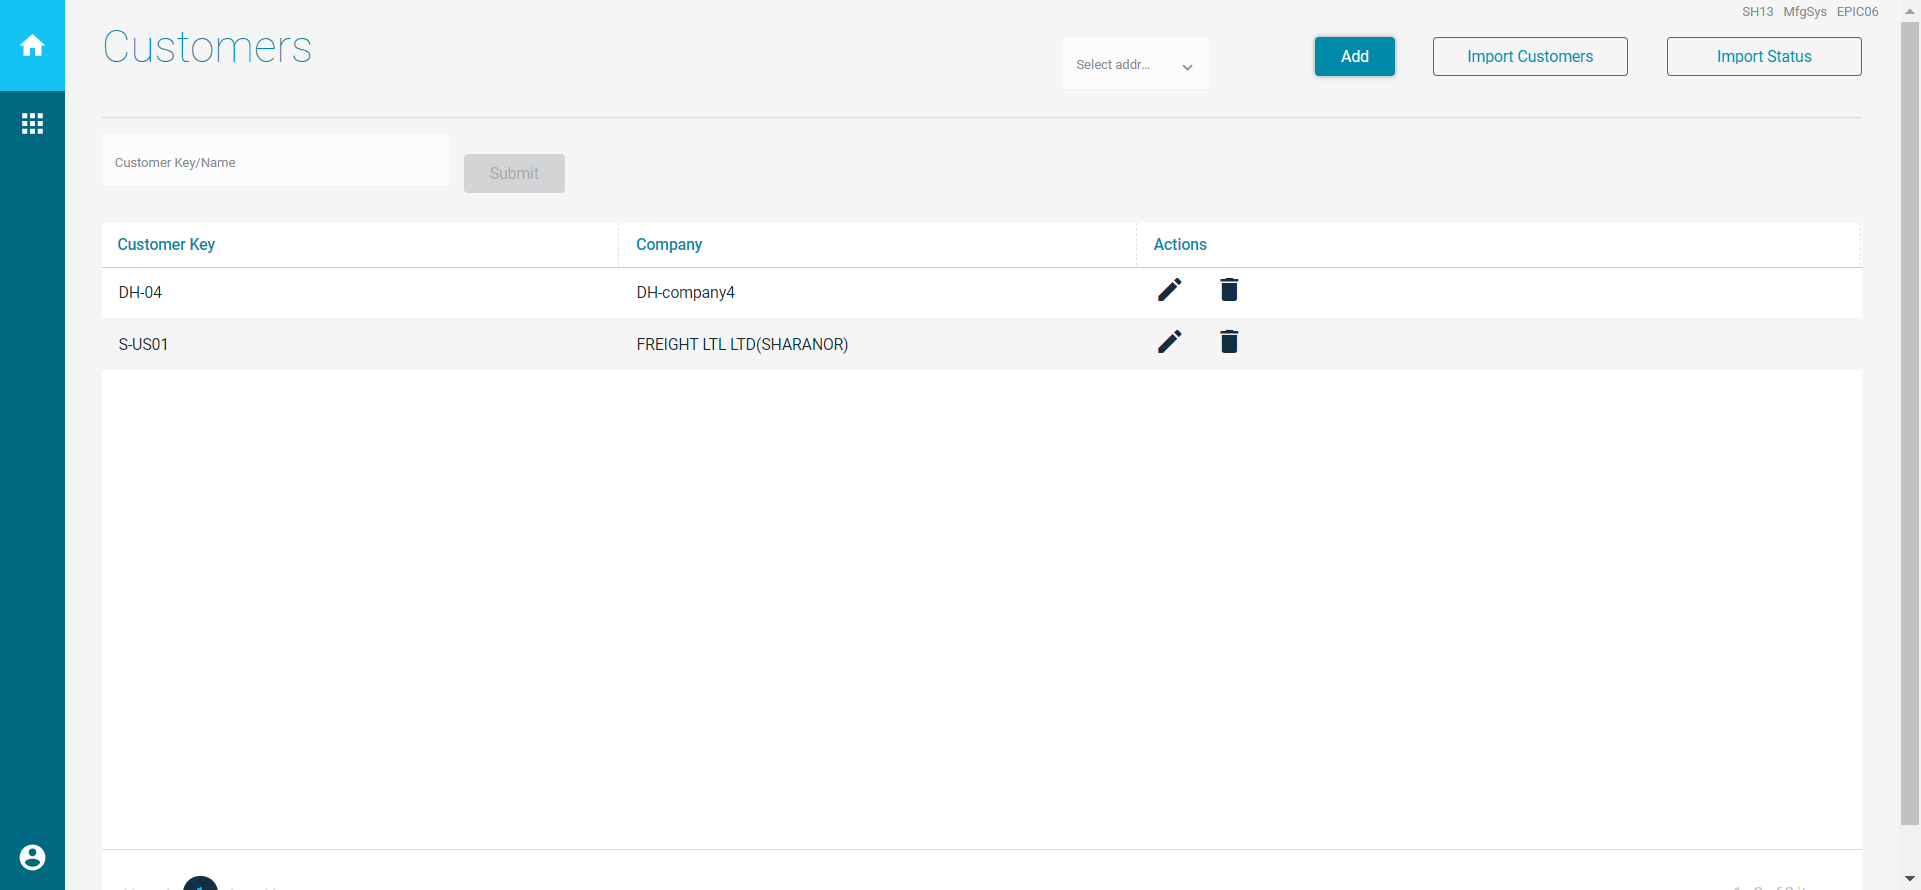 SH13 MfgSys EPIC06
Customers
Select addr...
Add
Import Customers
Import Status
Customer Key/Name
Submit
Customer Key Company Actions
DH-04 DH-company4
S-US01 FREIGHT LTL LTD(SHARANOR)